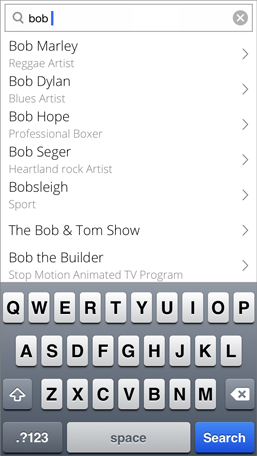 bob
Bob Marley
Reggae Artist
Bob Dylan
Blues Artist
Bob Hope
Professional Boxer
Bob Seger
Heartland rock Artist
Bobsleigh
Sport
The Bob & Tom Show
Bob the Builder
Stop Motion Animated TV Program
Q W E R T Y U I O P
A S D F G H J K L
Z X C V B N M
.?123 space Search